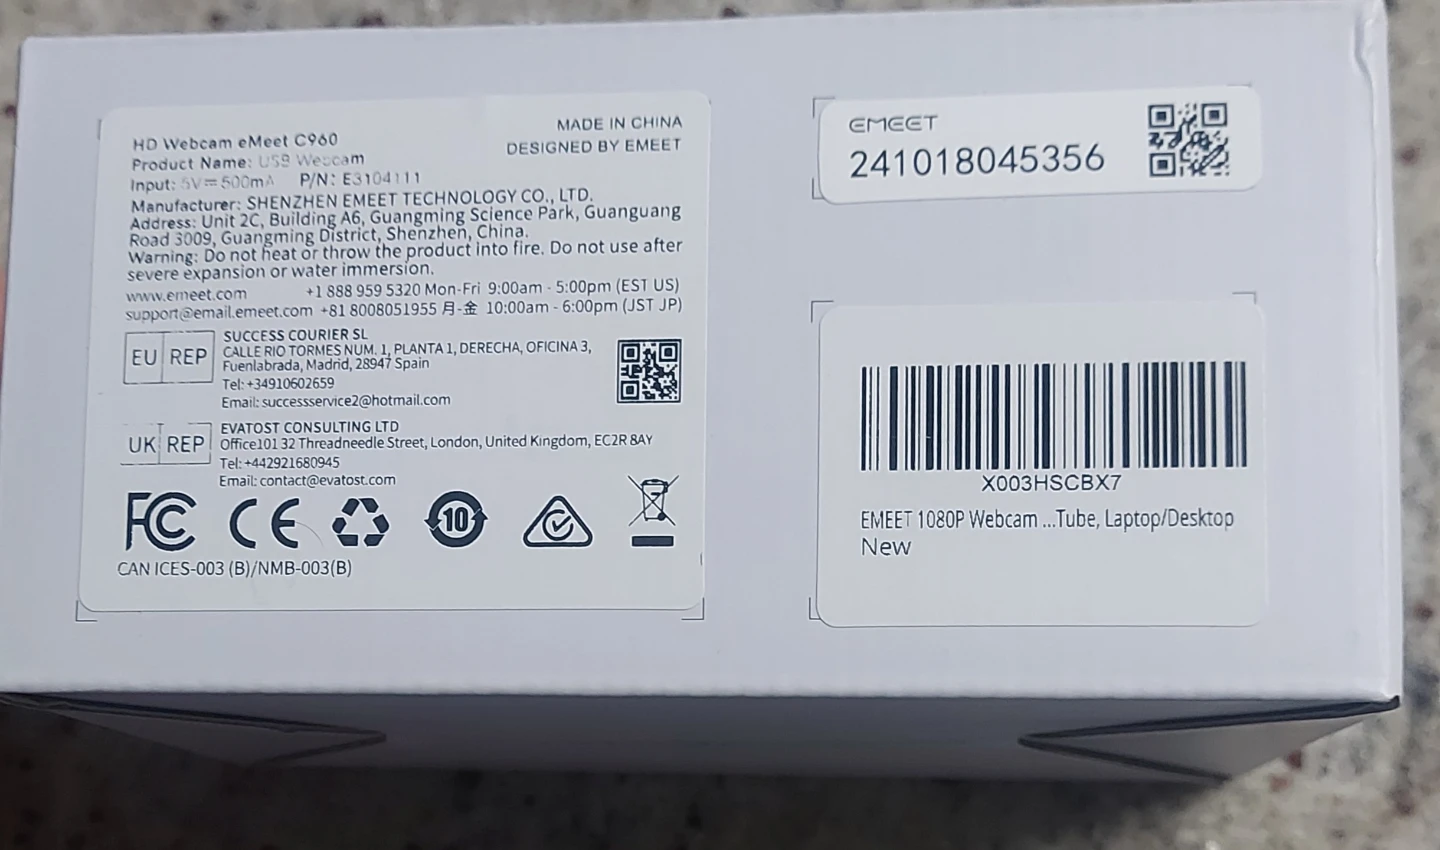 HD Webcam eMeet C960
MADE IN CHINA
DESIGNED BY EMEET
Product Name: USB Webcam
Input: 5V⎓500mA P/N: E3104111
Manufacturer: SHENZHEN EMEET TECHNOLOGY CO., LTD.
Address: Unit 2C, Building A6, Guangming Science Park, Guanguang
Road 3009, Guangming District, Shenzhen, China.
Warning: Do not heat or throw the product into fire. Do not use after
severe expansion or water immersion.
www.emeet.com +1 888 959 5320 Mon-Fri 9:00am - 5:00pm (EST US)
support@email.emeet.com +81 8008051955 月-金 10:00am - 6:00pm (JST JP)
EU REP
SUCCESS COURIER SL
CALLE RIO TORMES NUM. 1, PLANTA 1, DERECHA, OFICINA 3,
Fuenlabrada, Madrid, 28947 Spain
Tel: +34910602659
Email: successservice2@hotmail.com
UK REP
EVATOST CONSULTING LTD
Office101 32 Threadneedle Street, London, United Kingdom, EC2R 8AY
Tel: +442921680945
Email: contact@evatost.com
FC CE 10
CAN ICES-003 (B)/NMB-003(B)
EMEET
241018045356
X003HSCBX7
EMEET 1080P Webcam ...Tube, Laptop/Desktop
New